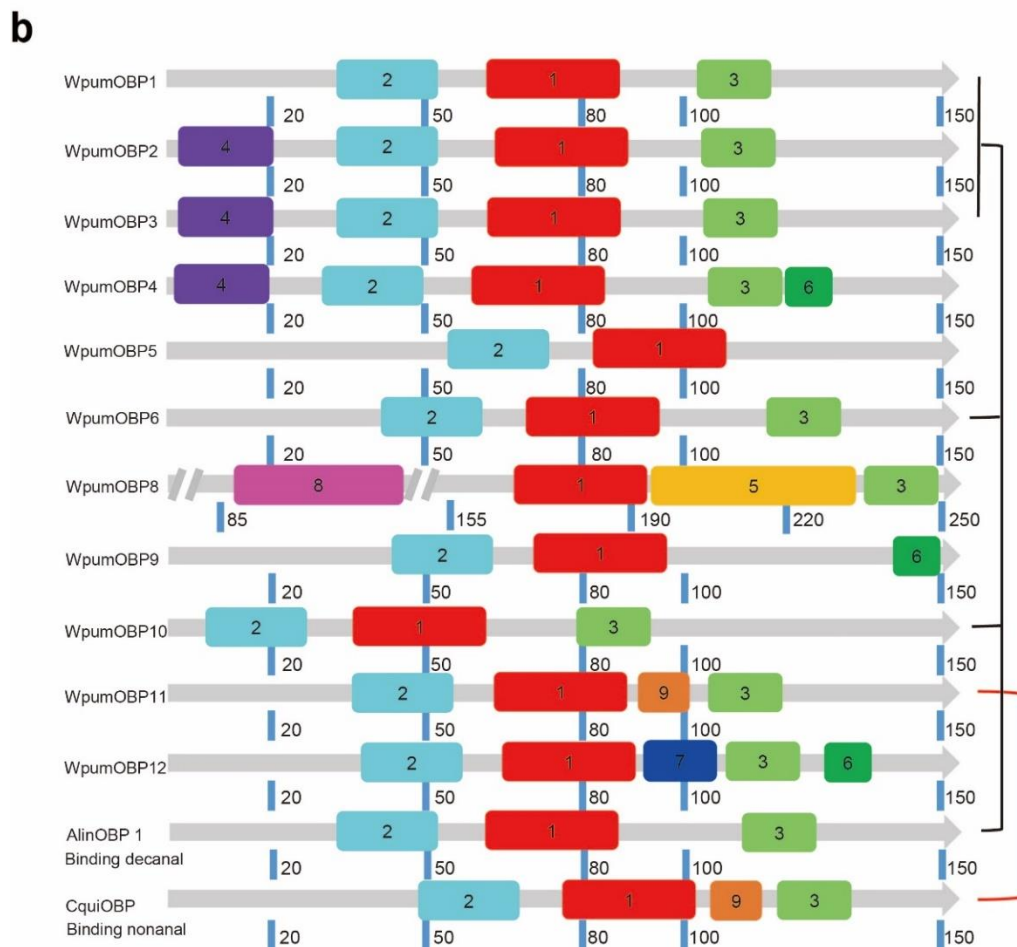 b
WpumOBP1 2 1 3
20 50 80 100 150
WpumOBP2 4 2 1 3
20 50 80 100 150
WpumOBP3 4 2 1 3
20 50 80 100 150
WpumOBP4 4 2 1 3 6
20 50 80 100 150
WpumOBP5 2 1
20 50 80 100 150
WpumOBP6 2 1 3
20 50 80 100 150
WpumOBP8 8 1 5 3
85 155 190 220 250
WpumOBP9 2 1 6
20 50 80 100 150
WpumOBP10 2 1 3
20 50 80 100 150
WpumOBP11 2 1 9 3
20 50 80 100 150
WpumOBP12 2 1 7 3 6
20 50 80 100 150
AlinOBP 1 2 1 3
Binding decanal
20 50 80 100 150
CquiOBP 2 1 9 3
Binding nonanal
20 50 80 100 150